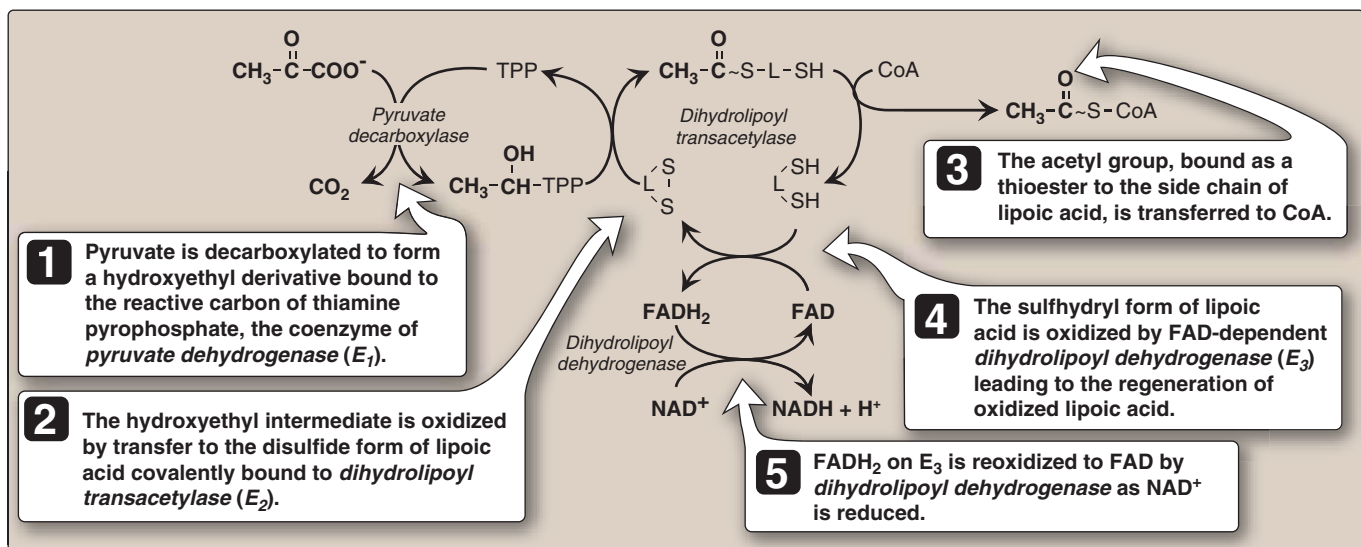 O
CH3-C-COO-
TPP
Pyruvate
decarboxylase
CO2
OH
CH3-CH-TPP
O
CH3-C~S-L-SH
CoA
Dihydrolipoyl
transacetylase
S
L
S
SH
L
SH
O
CH3-C~S-CoA
3 The acetyl group, bound as a
thioester to the side chain of
lipoic acid, is transferred to CoA.
1 Pyruvate is decarboxylated to form
a hydroxyethyl derivative bound to
the reactive carbon of thiamine
pyrophosphate, the coenzyme of
pyruvate dehydrogenase (E1).
FADH2
FAD
Dihydrolipoyl
dehydrogenase
NAD+
NADH + H+
4 The sulfhydryl form of lipoic
acid is oxidized by FAD-dependent
dihydrolipoyl dehydrogenase (E3)
leading to the regeneration of
oxidized lipoic acid.
2 The hydroxyethyl intermediate is oxidized
by transfer to the disulfide form of lipoic
acid covalently bound to dihydrolipoyl
transacetylase (E2).
5 FADH2 on E3 is reoxidized to FAD by
dihydrolipoyl dehydrogenase as NAD+
is reduced.